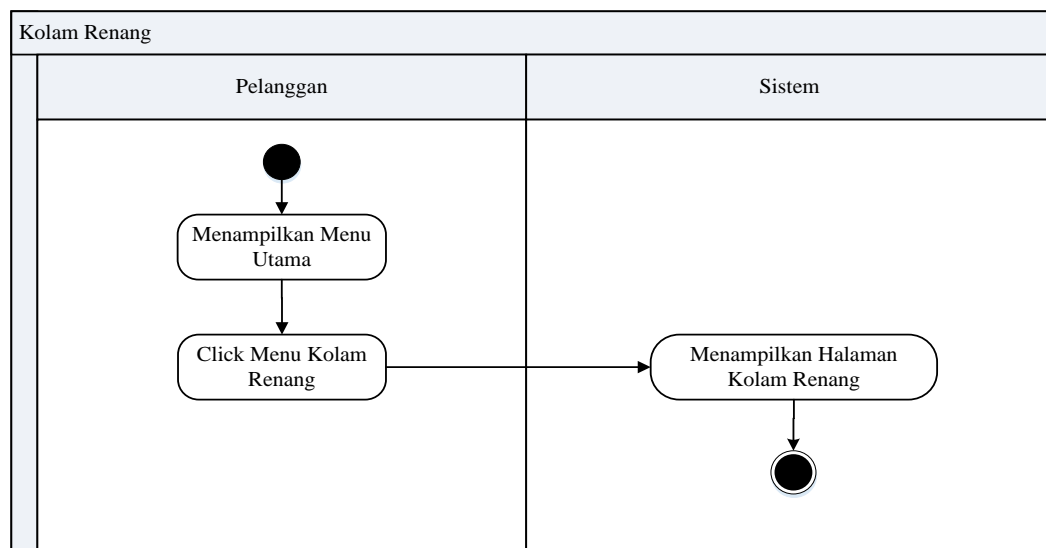 Kolam Renang
Pelanggan
Sistem
Menampilkan Menu
Utama
Click Menu Kolam
Renang
Menampilkan Halaman
Kolam Renang